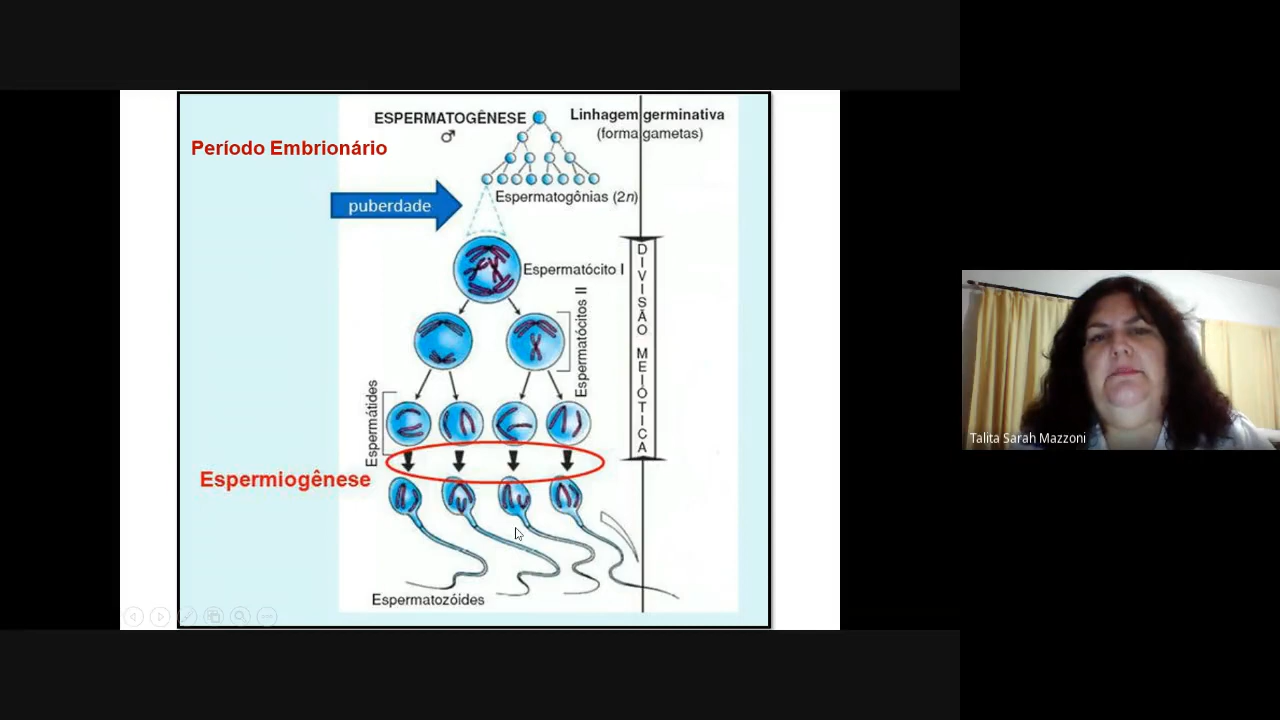 ESPERMATOGÊNESE
Linhagem germinativa
(forma gametas)
Período Embrionário
Espermatogônias (2n)
puberdade
Espermatócito I
Espermatócitos II
DIVISÃO MEIÓTICA
Espermátides
Espermiogênese
Espermatozóides
Talita Sarah Mazzoni